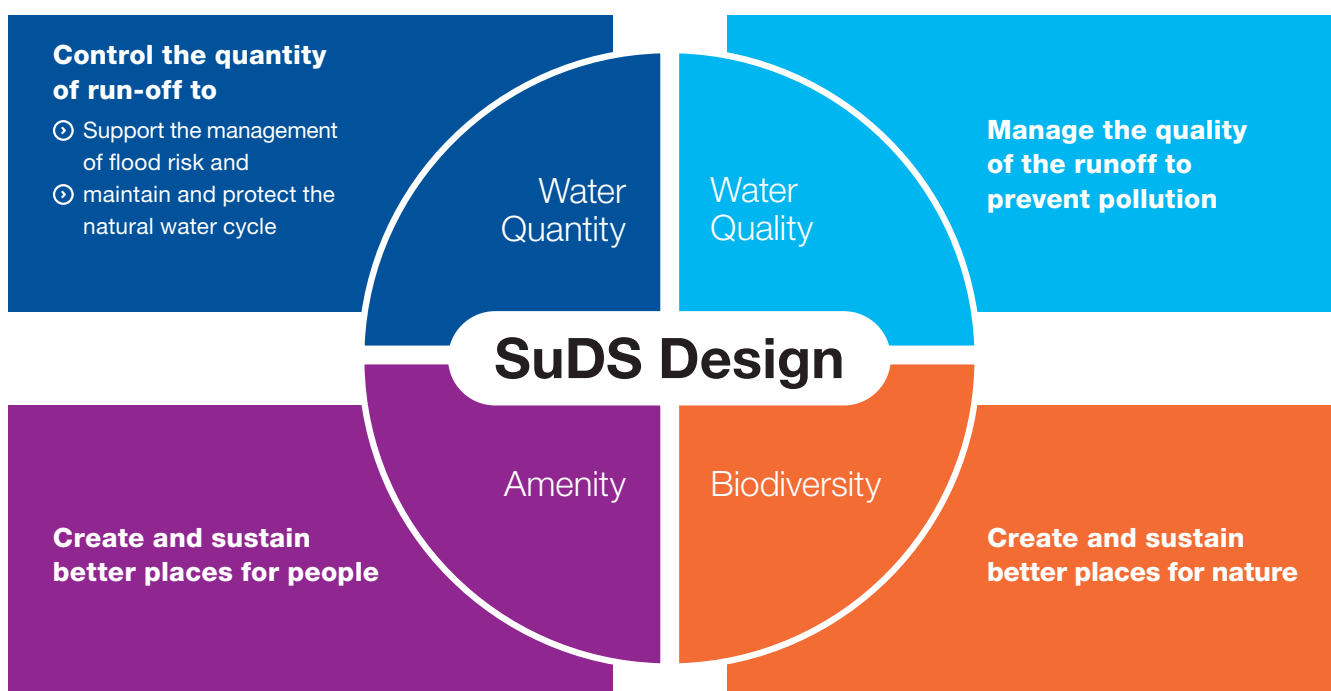 Control the quantity
of run-off to
Support the management
of flood risk and
maintain and protect the
natural water cycle
Water
Quantity
Water
Quality
Manage the quality
of the runoff to
prevent pollution
SuDS Design
Amenity
Biodiversity
Create and sustain
better places for people
Create and sustain
better places for nature